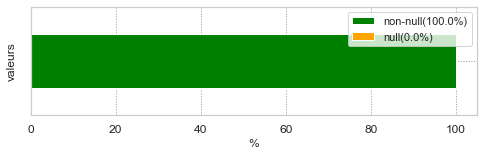 non-null(100.0%)
null(0.0%)
valeurs
0 20 40 60 80 100
%